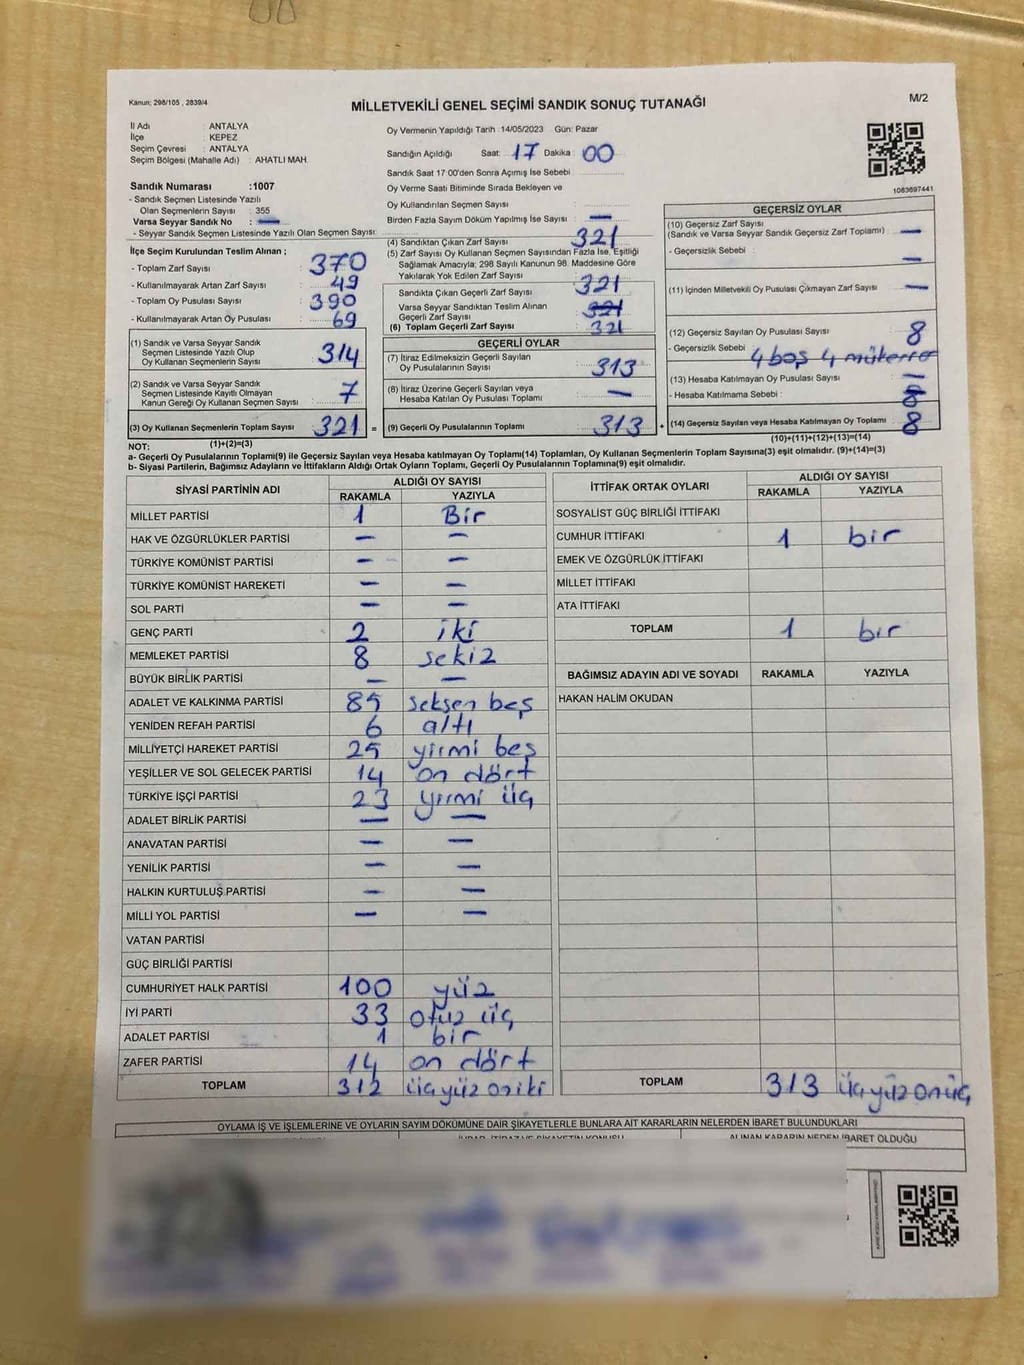 Kanun; 298/105 , 2839/4
MİLLETVEKİLİ GENEL SEÇİMİ SANDIK SONUÇ TUTANAĞI
M/2
İl Adı : ANTALYA
İlçe : KEPEZ
Seçim Çevresi : ANTALYA
Seçim Bölgesi (Mahalle Adı) : AHATLI MAH.
Sandık Numarası :1007
- Sandık Seçmen Listesinde Yazılı
Olan Seçmenlerin Sayısı : 355
Varsa Seyyar Sandık No : —
- Seyyar Sandık Seçmen Listesinde Yazılı Olan Seçmen Sayısı:
Oy Vermenin Yapıldığı Tarih :14/05/2023 Gün: Pazar
Sandığın Açıldığı Saat: 17 Dakika : 00
Sandık Saat 17:00'den Sonra Açımış İse Sebebi
Oy Verme Saati Bitiminde Sırada Bekleyen ve
Oy Kullandırılan Seçmen Sayısı :
Birden Fazla Sayım Döküm Yapılmış İse Sayısı : —
1083697441
İlçe Seçim Kurulundan Teslim Alınan ;
- Toplam Zarf Sayısı : 370
- Kullanılmayarak Artan Zarf Sayısı : 49
- Toplam Oy Pusulası Sayısı : 390
- Kullanılmayarak Artan Oy Pusulası : 69
(1) Sandık ve Varsa Seyyar Sandık
Seçmen Listesinde Yazılı Olup
Oy Kullanan Seçmenlerin Sayısı : 314
(2) Sandık ve Varsa Seyyar Sandık
Seçmen Listesinde Kayıtlı Olmayan
Kanun Gereği Oy Kullanan Seçmen Sayısı : 7
(3) Oy Kullanan Seçmenlerin Toplam Sayısı : 321 =
(4) Sandıktan Çıkan Zarf Sayısı : 321
(5) Zarf Sayısı Oy Kullanan Seçmen Sayısından Fazla İse, Eşitliği
Sağlamak Amacıyla; 298 Sayılı Kanunun 98. Maddesine Göre
Yakılarak Yok Edilen Zarf Sayısı :
Sandıkta Çıkan Geçerli Zarf Sayısı : 321
Varsa Seyyar Sandıktan Teslim Alınan
Geçerli Zarf Sayısı : 321
(6) Toplam Geçerli Zarf Sayısı : 321
GEÇERLİ OYLAR
(7) İtiraz Edilmeksizin Geçerli Sayılan
Oy Pusulalarının Sayısı : 313
(8) İtiraz Üzerine Geçerli Sayılan veya
Hesaba Katılan Oy Pusulası Toplamı : —
(9) Geçerli Oy Pusulalarının Toplamı : 313 +
GEÇERSİZ OYLAR
(10) Geçersiz Zarf Sayısı
(Sandık ve Varsa Seyyar Sandık Geçersiz Zarf Toplamı) : —
- Geçersizlik Sebebi : —
(11) İçinden Milletvekili Oy Pusulası Çıkmayan Zarf Sayısı : —
(12) Geçersiz Sayılan Oy Pusulası Sayısı : 8
- Geçersizlik Sebebi : 4 boş 4 mükerrer
(13) Hesaba Katılmayan Oy Pusulası Sayısı : —
- Hesaba Katılmama Sebebi : 8
(14) Geçersiz Sayılan veya Hesaba Katılmayan Oy Toplamı : 8
NOT: (1)+(2)=(3) (10)+(11)+(12)+(13)=(14)
a- Geçerli Oy Pusulalarının Toplamı(9) ile Geçersiz Sayılan veya Hesaba katılmayan Oy Toplamı(14) Toplamları, Oy Kullanan Seçmenlerin Toplam Sayısına(3) eşit olmalıdır. (9)+(14)=(3)
b- Siyasi Partilerin, Bağımsız Adayların ve İttifakların Aldığı Ortak Oyların Toplamı, Geçerli Oy Pusulalarının Toplamına(9) eşit olmalıdır.
SİYASİ PARTİNİN ADI ALDIĞI OY SAYISI
RAKAMLA YAZIYLA
MİLLET PARTİSİ 1 Bir
HAK VE ÖZGÜRLÜKLER PARTİSİ — —
TÜRKİYE KOMÜNİST PARTİSİ — —
TÜRKİYE KOMÜNİST HAREKETİ — —
SOL PARTİ — —
GENÇ PARTİ 2 iki
MEMLEKET PARTİSİ 8 sekiz
BÜYÜK BİRLİK PARTİSİ — —
ADALET VE KALKINMA PARTİSİ 85 seksen beş
YENİDEN REFAH PARTİSİ 6 altı
MİLLİYETÇİ HAREKET PARTİSİ 25 yirmi beş
YEŞİLLER VE SOL GELECEK PARTİSİ 14 on dört
TÜRKİYE İŞÇİ PARTİSİ 23 yirmi üç
ADALET BİRLİK PARTİSİ — —
ANAVATAN PARTİSİ — —
YENİLİK PARTİSİ — —
HALKIN KURTULUŞ PARTİSİ — —
MİLLİ YOL PARTİSİ — —
VATAN PARTİSİ
GÜÇ BİRLİĞİ PARTİSİ
CUMHURİYET HALK PARTİSİ 100 yüz
İYİ PARTİ 33 otuz üç
ADALET PARTİSİ 1 bir
ZAFER PARTİSİ 14 on dört
TOPLAM 312 üçyüz oniki
İTTİFAK ORTAK OYLARI ALDIĞI OY SAYISI
RAKAMLA YAZIYLA
SOSYALİST GÜÇ BİRLİĞİ İTTİFAKI
CUMHUR İTTİFAKI 1 bir
EMEK VE ÖZGÜRLÜK İTTİFAKI
MİLLET İTTİFAKI
ATA İTTİFAKI
TOPLAM 1 bir
BAĞIMSIZ ADAYIN ADI VE SOYADI RAKAMLA YAZIYLA
HAKAN HALİM OKUDAN
TOPLAM 313 üçyüz onüç
OYLAMA İŞ VE İŞLEMLERİNE VE OYLARIN SAYIM DÖKÜMÜNE DAİR ŞİKAYETLERLE BUNLARA AİT KARARLARIN NELERDEN İBARET BULUNDUKLARI
ALINAN KARARIN NEDEN İBARET OLDUĞU